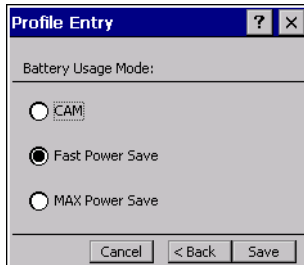 Profile Entry ? ×
Battery Usage Mode:
CAM
Fast Power Save
MAX Power Save
Cancel < Back Save